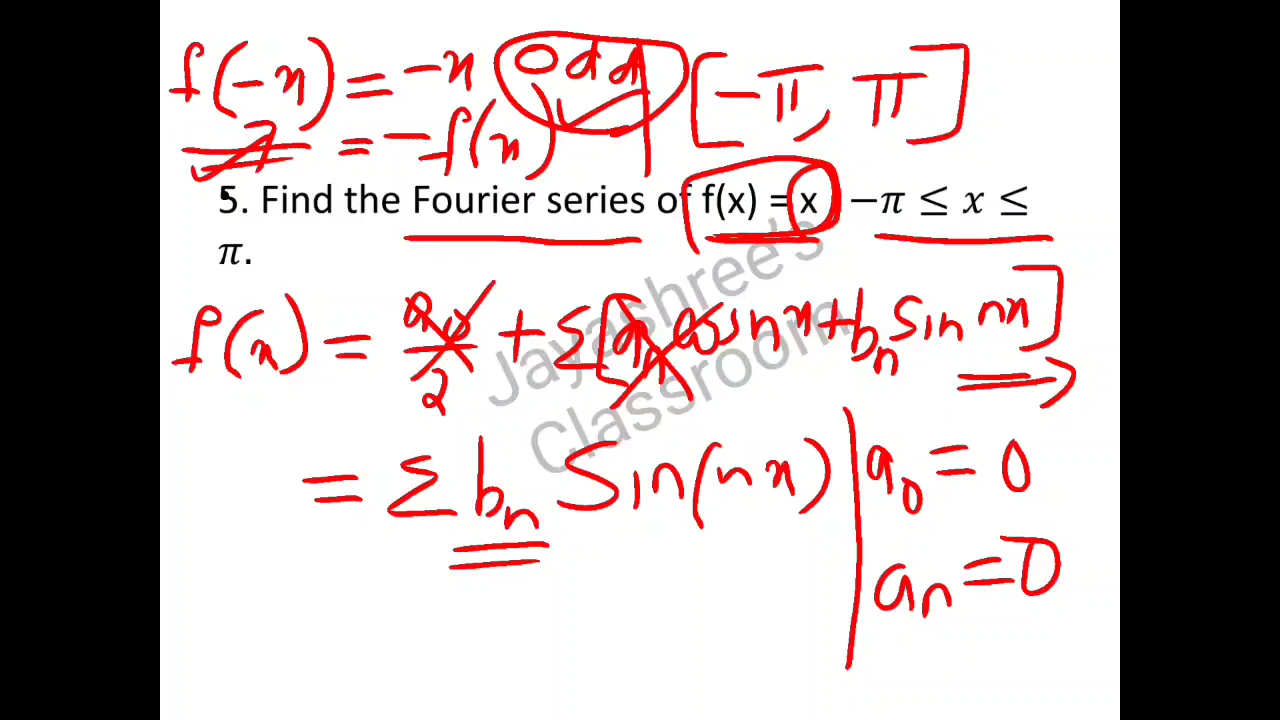 f(-x) = -x odd [-π, π]
= -f(x)
5. Find the Fourier series of f(x) = x −𝜋 ≤ 𝑥 ≤
𝜋.
f(x) = a₀/2 + Σ[aₙ cos nx + bₙ sin nx]
= Σ bₙ Sin(nx)
a₀ = 0
aₙ = 0
Jayashree's
Classroom